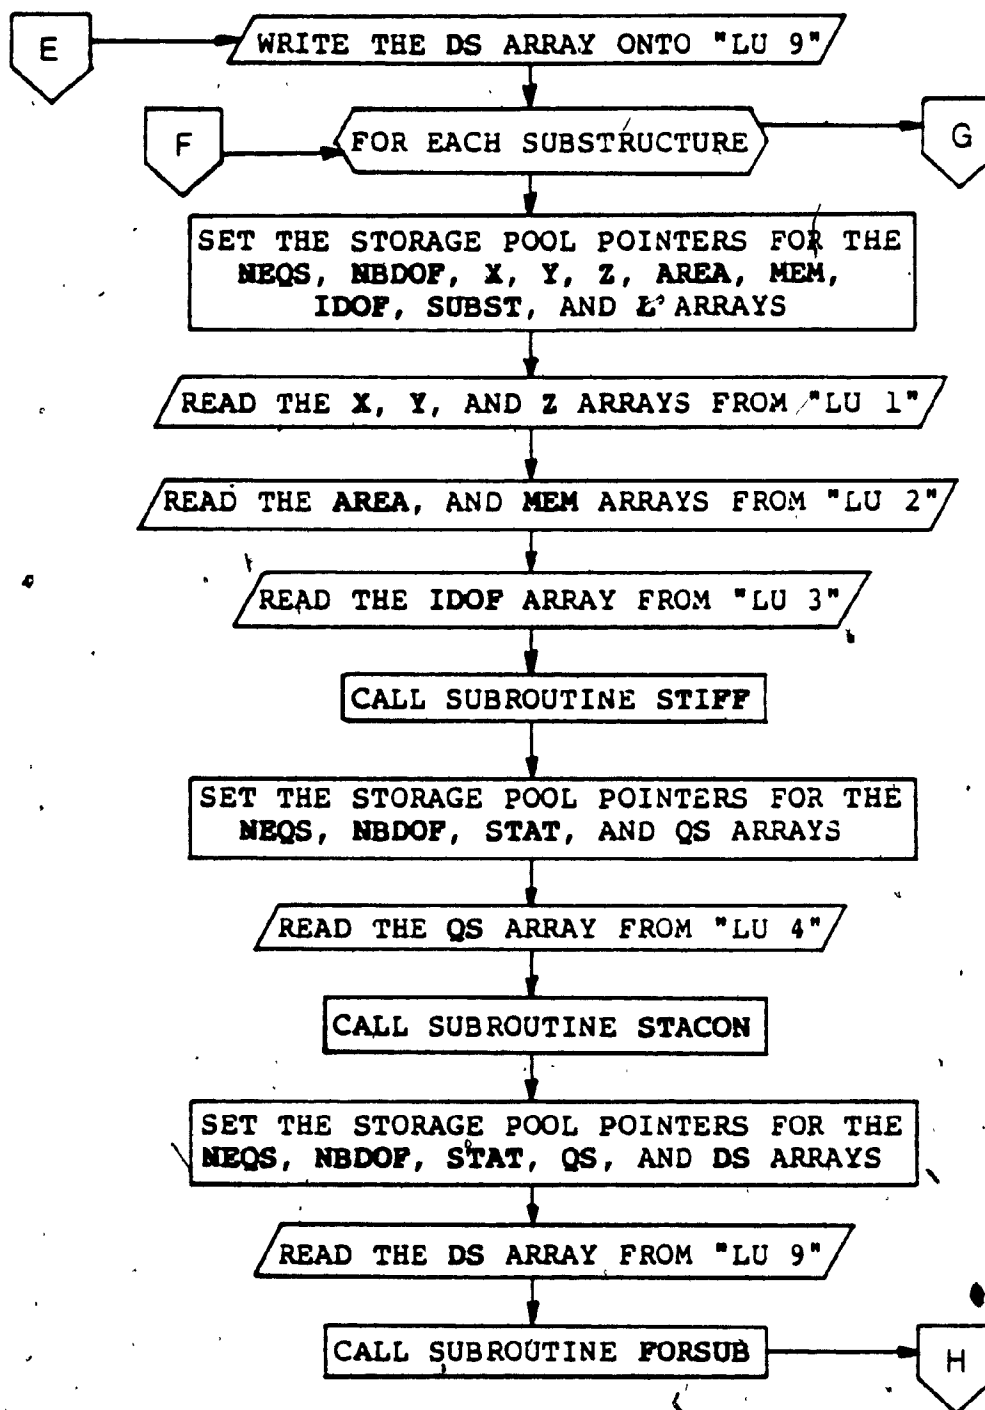 E
WRITE THE DS ARRAY ONTO "LU 9"
F
FOR EACH SUBSTRUCTURE
G
SET THE STORAGE POOL POINTERS FOR THE
NEQS, NBDOF, X, Y, Z, AREA, MEM,
IDOF, SUBST, AND L ARRAYS
READ THE X, Y, AND Z ARRAYS FROM "LU 1"
READ THE AREA, AND MEM ARRAYS FROM "LU 2"
READ THE IDOF ARRAY FROM "LU 3"
CALL SUBROUTINE STIFF
SET THE STORAGE POOL POINTERS FOR THE
NEQS, NBDOF, STAT, AND QS ARRAYS
READ THE QS ARRAY FROM "LU 4"
CALL SUBROUTINE STACON
SET THE STORAGE POOL POINTERS FOR THE
NEQS, NBDOF, STAT, QS, AND DS ARRAYS
READ THE DS ARRAY FROM "LU 9"
CALL SUBROUTINE FORSUB
H